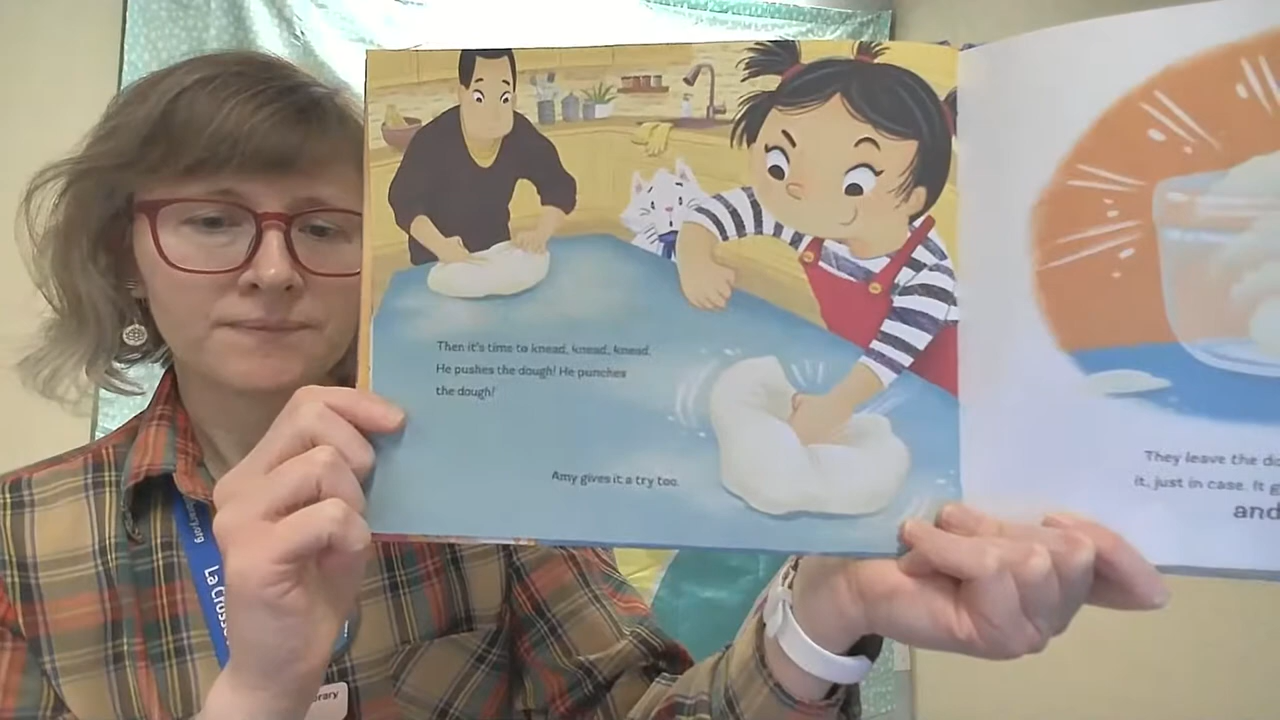 Then it's time to knead, knead, knead.
He pushes the dough! He punches
the dough!
Amy gives it a try too.
They leave the
it, just in case. It
and
La Crosse